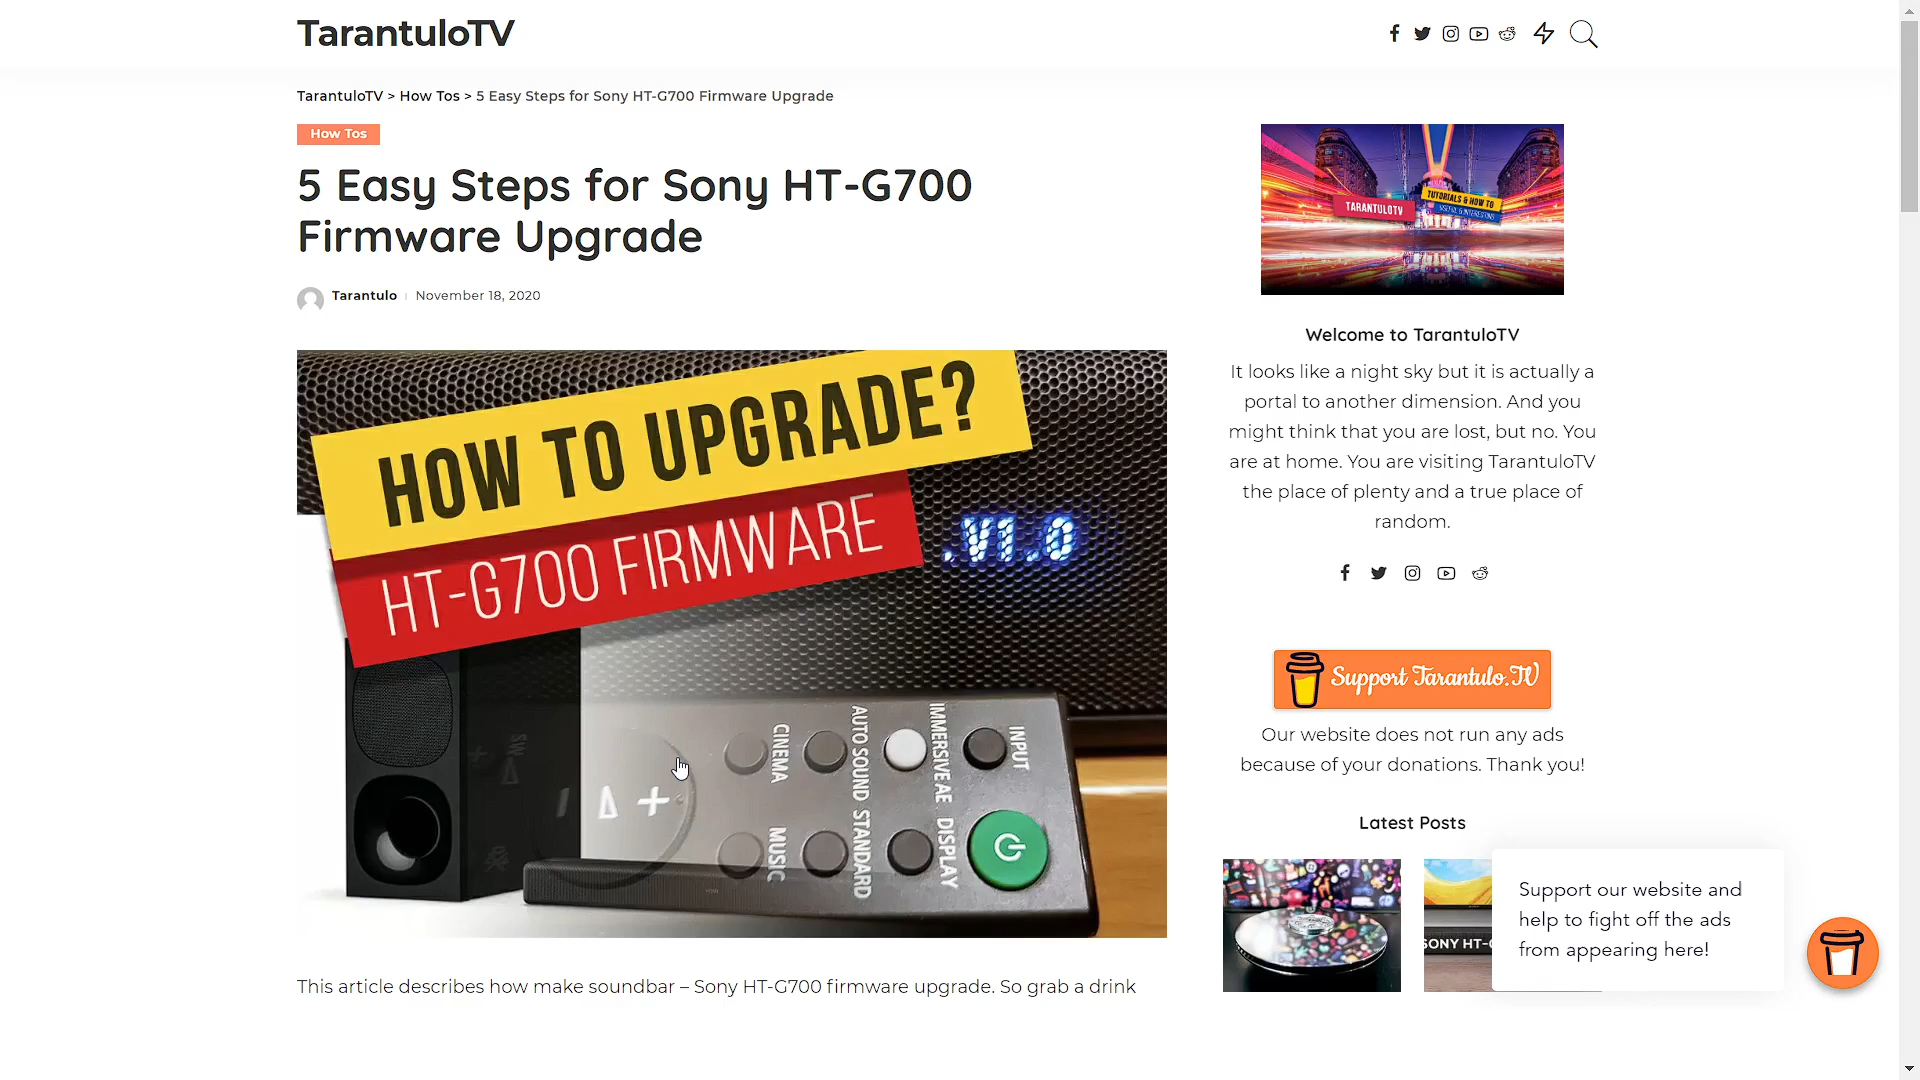 TarantuloTV
TarantuloTV > How Tos > 5 Easy Steps for Sony HT-G700 Firmware Upgrade
How Tos
5 Easy Steps for Sony HT-G700
Firmware Upgrade
Tarantulo
November 18, 2020
HOW TO UPGRADE?
HT-G700 FIRMWARE
.V1.0
CINEMA
AUTO SOUND
IMMERSIVE AE
INPUT
MUSIC
STANDARD
DISPLAY
SW
This article describes how make soundbar – Sony HT-G700 firmware upgrade. So grab a drink
TARANTULOTV
TUTORIALS & HOW TO
USEFUL & INTERESTING
Welcome to TarantuloTV
It looks like a night sky but it is actually a
portal to another dimension. And you
might think that you are lost, but no. You
are at home. You are visiting TarantuloTV
the place of plenty and a true place of
random.
Support Tarantulo.TV
Our website does not run any ads
because of your donations. Thank you!
Latest Posts
SONY HT-G
Support our website and
help to fight off the ads
from appearing here!